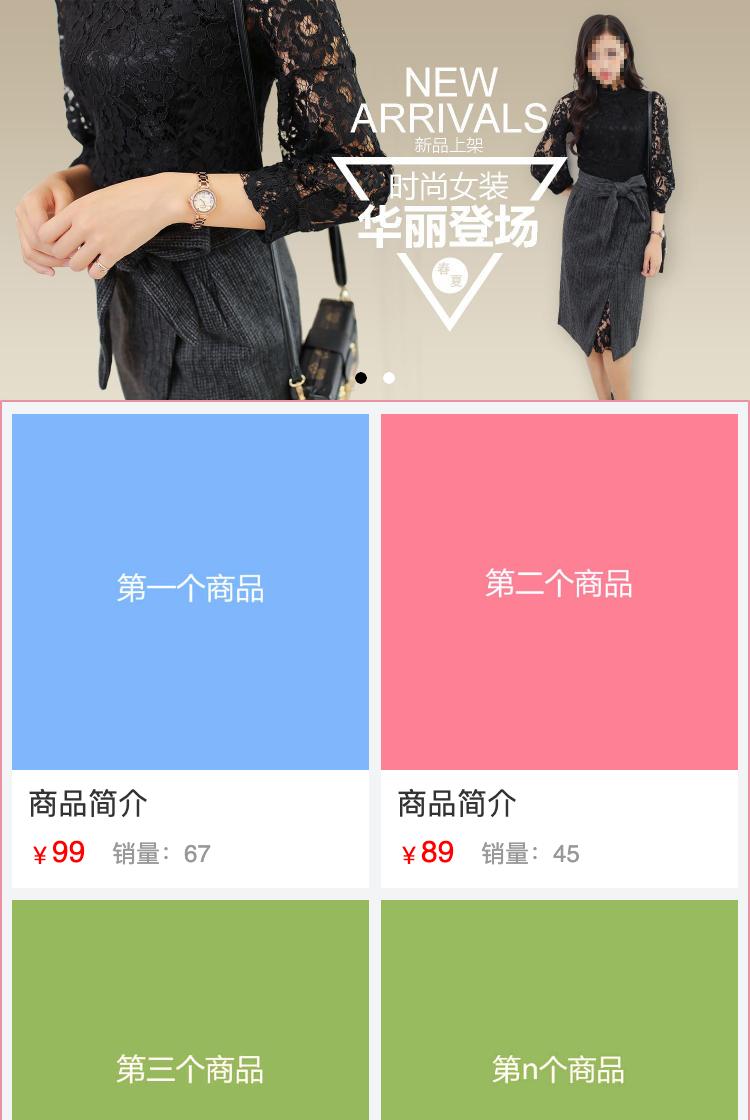 NEW
ARRIVALS
新品上架
时尚女装
华丽登场
春
夏
第一个商品
第二个商品
商品简介
¥99 销量：67
商品简介
¥89 销量：45
第三个商品
第n个商品